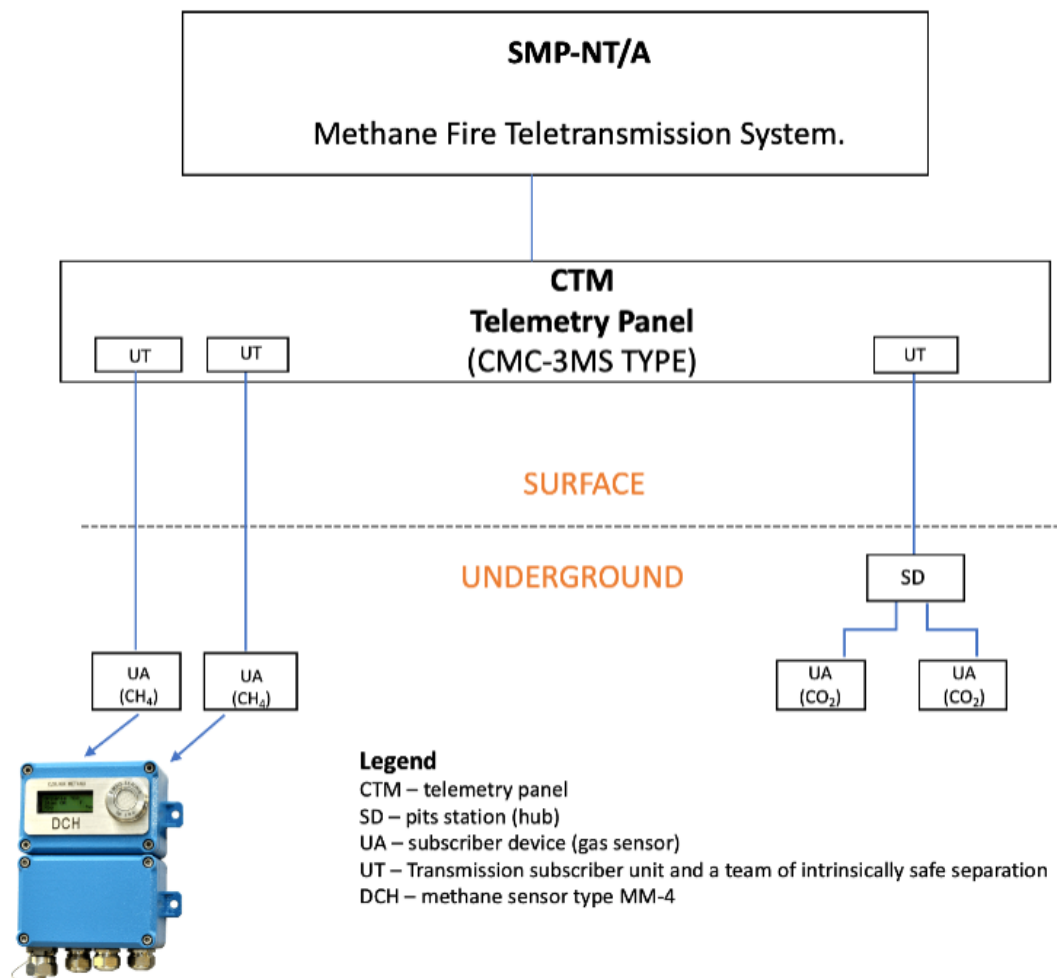 SMP-NT/A
Methane Fire Teletransmission System.
CTM
Telemetry Panel
(CMC-3MS TYPE)
UT
UT
UT
SURFACE
UNDERGROUND
SD
UA
(CH₄)
UA
(CH₄)
UA
(CO₂)
UA
(CO₂)
DCH
Legend
CTM – telemetry panel
SD – pits station (hub)
UA – subscriber device (gas sensor)
UT – Transmission subscriber unit and a team of intrinsically safe separation
DCH – methane sensor type MM-4